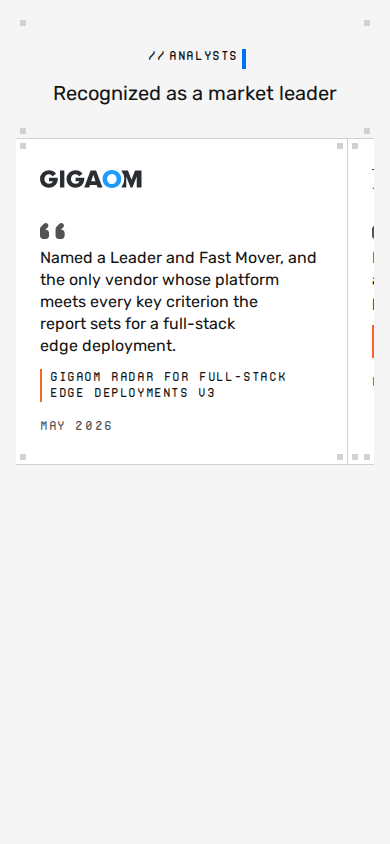 // ANALYSTS
Recognized as a market leader
GIGAOM
Named a Leader and Fast Mover, and
the only vendor whose platform
meets every key criterion the
report sets for a full-stack
edge deployment.
GIGAOM RADAR FOR FULL-STACK
EDGE DEPLOYMENTS V3
MAY 2026